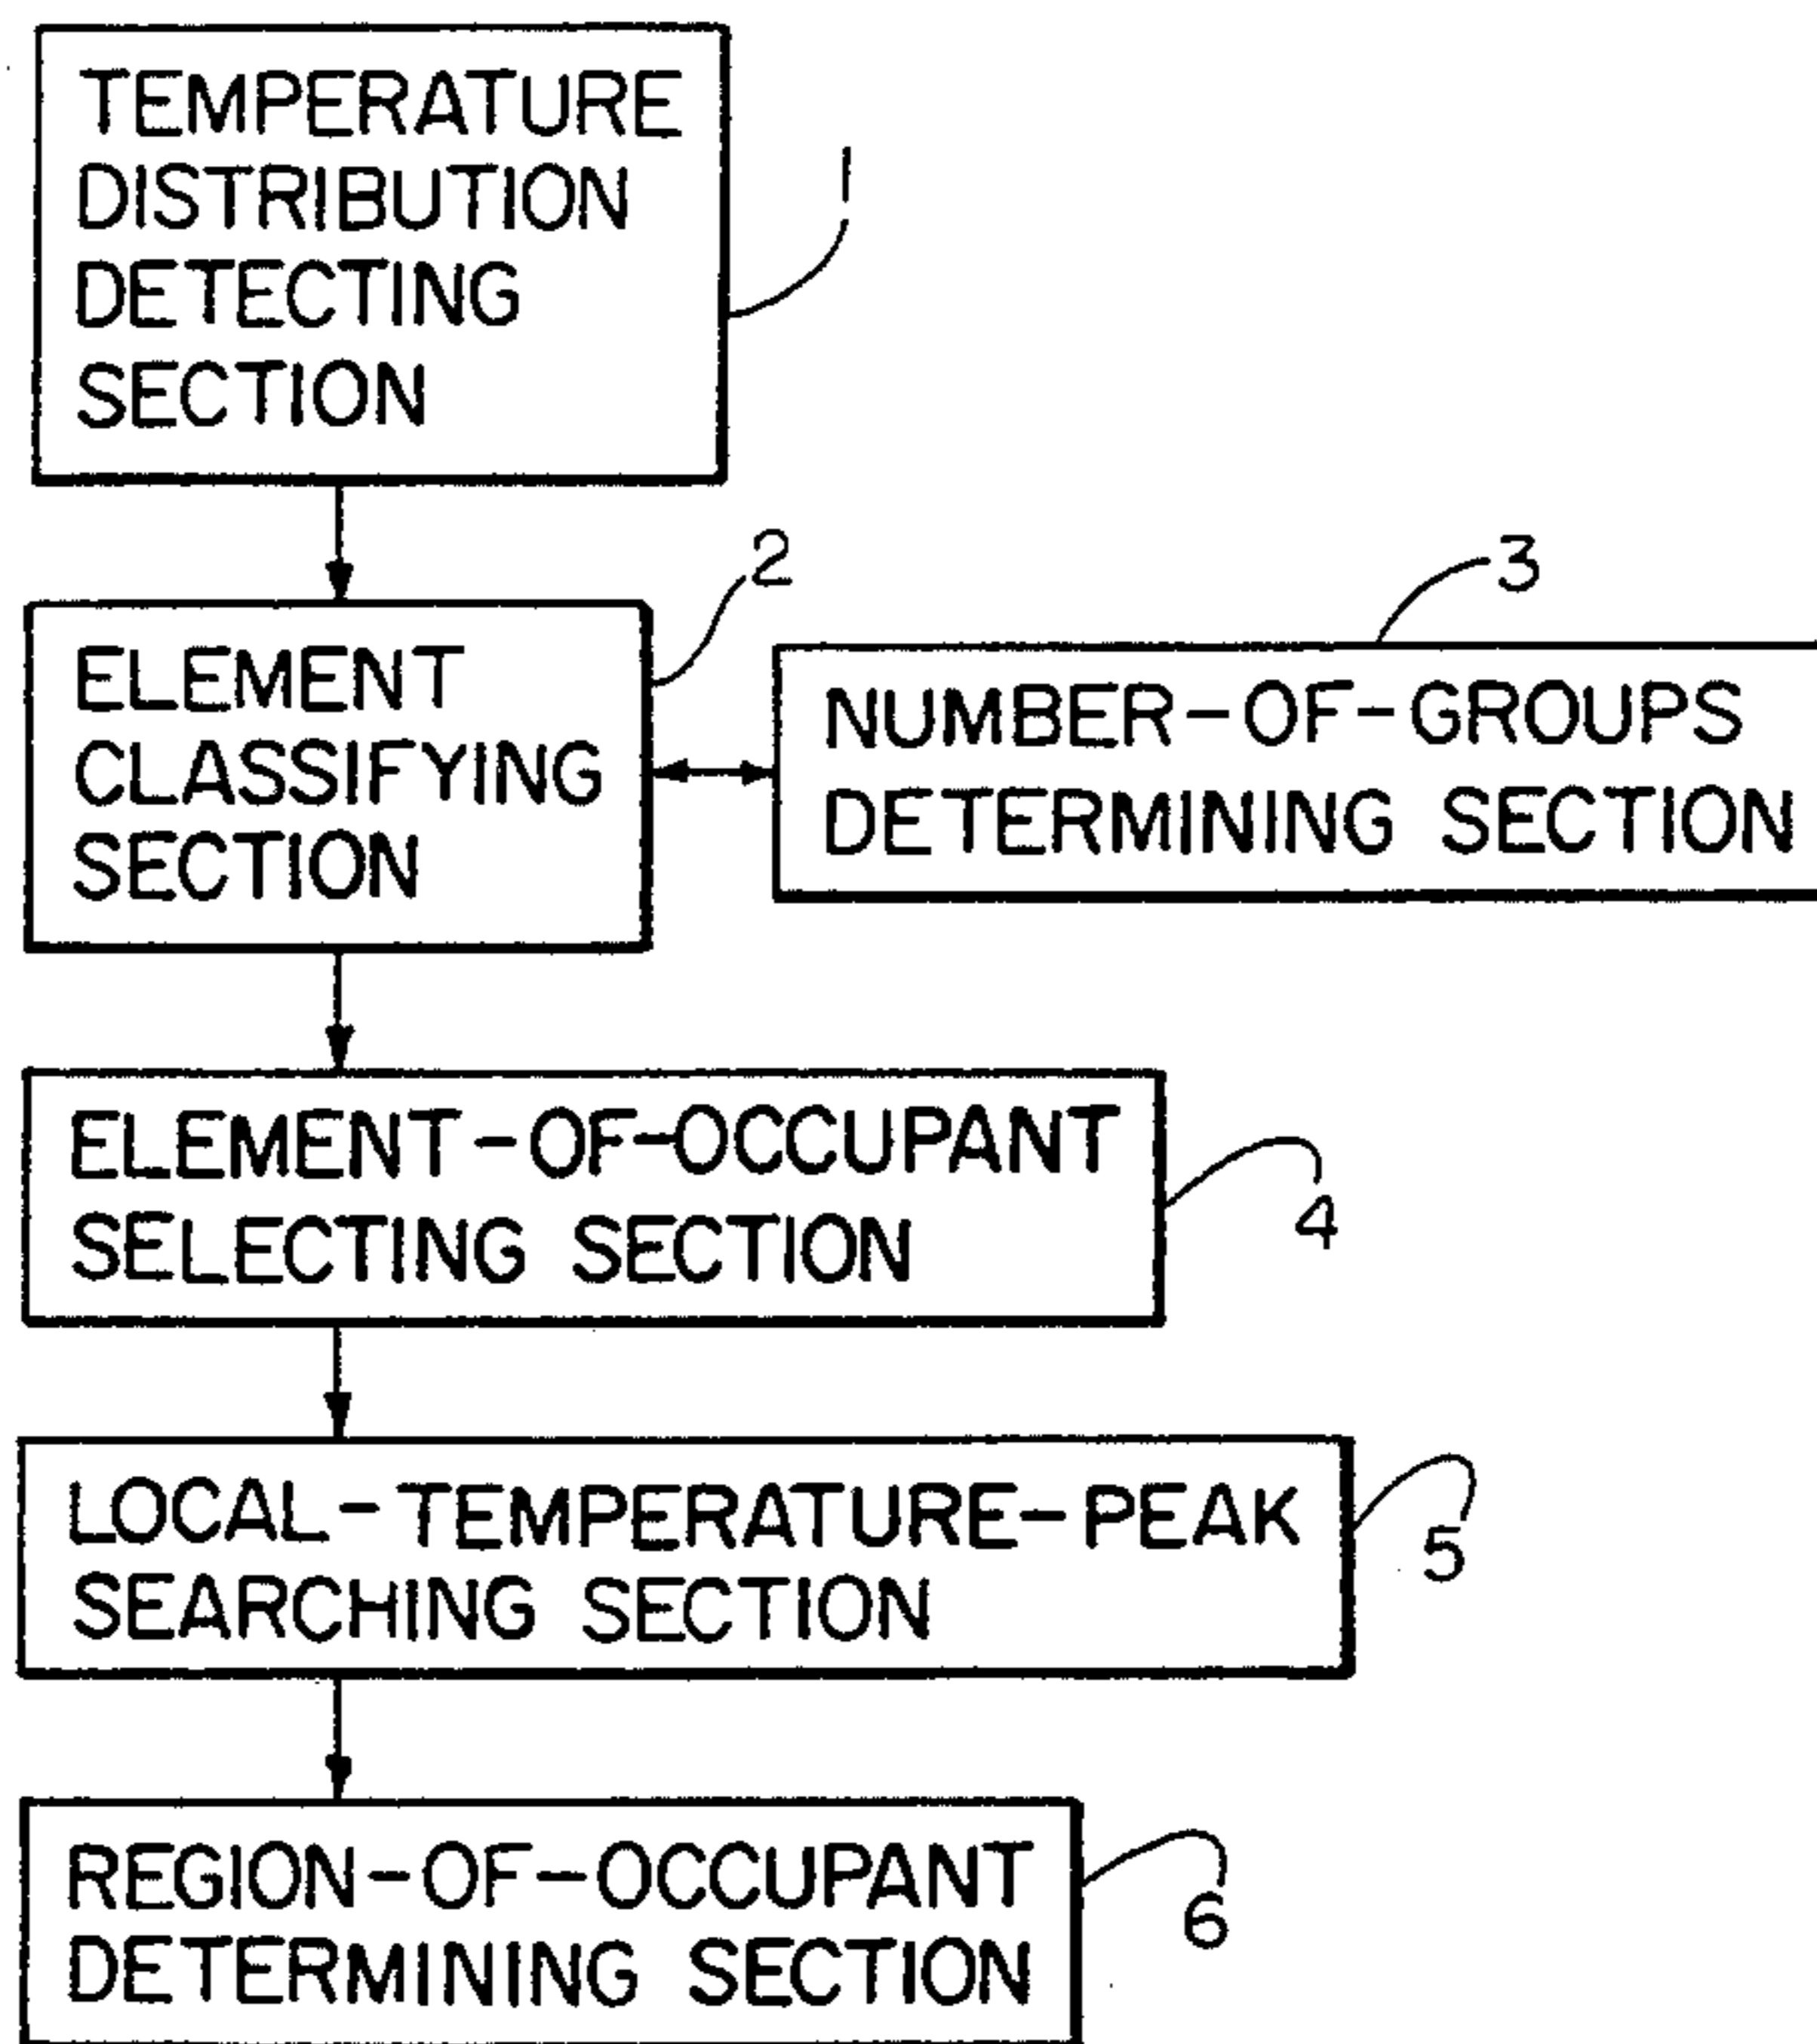 TEMPERATURE
DISTRIBUTION
DETECTING
SECTION
1
ELEMENT
CLASSIFYING
SECTION
2
NUMBER-OF-GROUPS
DETERMINING SECTION
3
ELEMENT-OF-OCCUPANT
SELECTING SECTION
4
LOCAL-TEMPERATURE-PEAK
SEARCHING SECTION
5
REGION-OF-OCCUPANT
DETERMINING SECTION
6